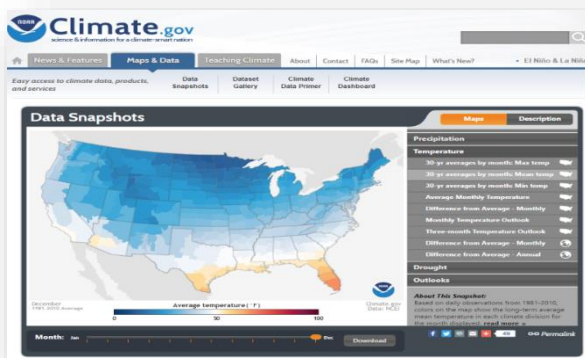 NOAA
Climate.gov
science & information for a climate-smart nation
News & Features Maps & Data Teaching Climate About Contact FAQs Site Map What's New? • El Niño & La Niña
Easy access to climate data, products, and services
Data Snapshots
Dataset Gallery
Climate Data Primer
Climate Dashboard
Data Snapshots
Maps Description
Precipitation
Temperature
30-yr averages by month: Max temp
30-yr averages by month: Mean temp
30-yr averages by month: Min temp
Average Monthly Temperature
Difference from Average - Monthly
Monthly Temperature Outlook
Three-month Temperature Outlook
Difference from Average - Monthly
Difference from Average - Annual
Drought
Outlooks
About This Snapshot:
Based on daily observations from 1981-2010,
colors on the map show the long-term average
mean temperature in each climate division for
the month displayed. read more »
December
1981-2010 Average
Average temperature (°F)
0 50 100
Climate.gov
Data: NCDC
Month: Jan Dec Download
Permalink